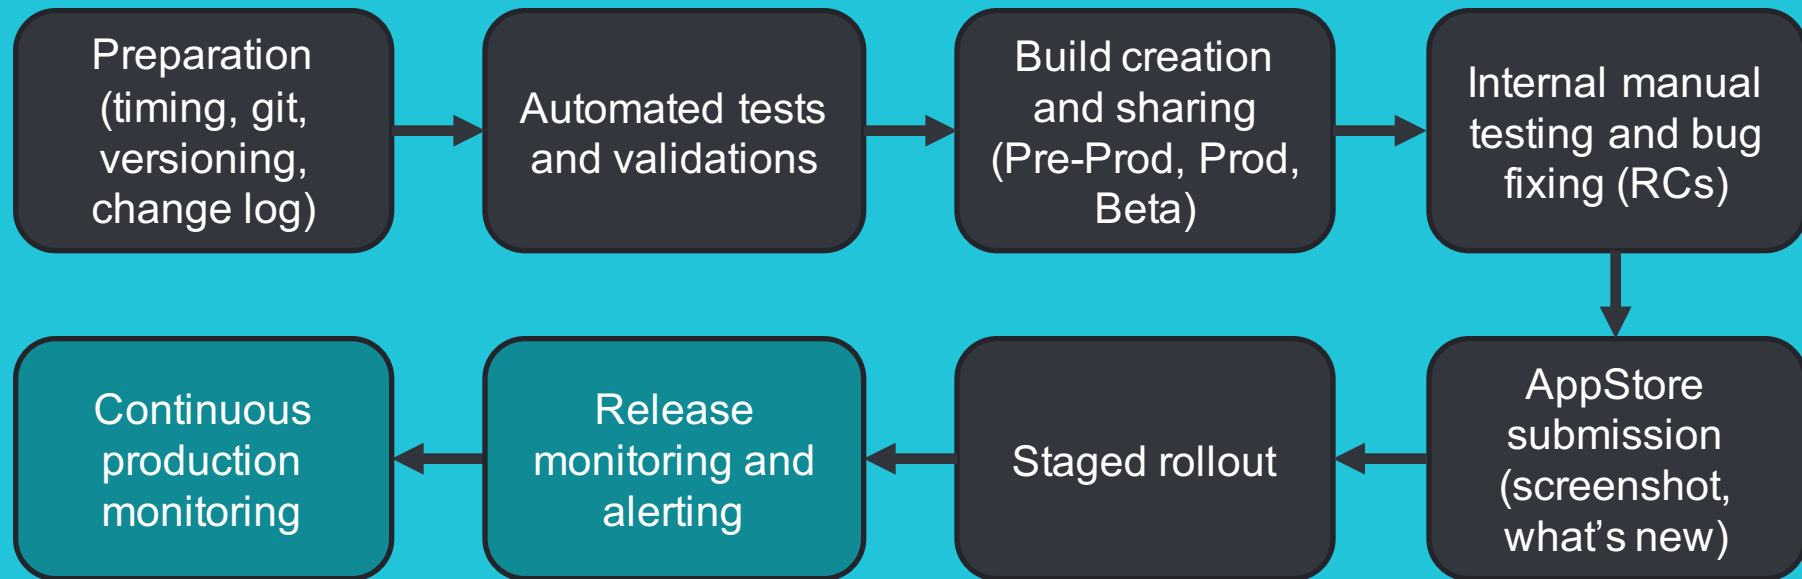 Preparation
(timing, git,
versioning,
change log)
Automated tests
and validations
Build creation
and sharing
(Pre-Prod, Prod,
Beta)
Internal manual
testing and bug
fixing (RCs)
AppStore
submission
(screenshot,
what’s new)
Staged rollout
Release
monitoring and
alerting
Continuous
production
monitoring